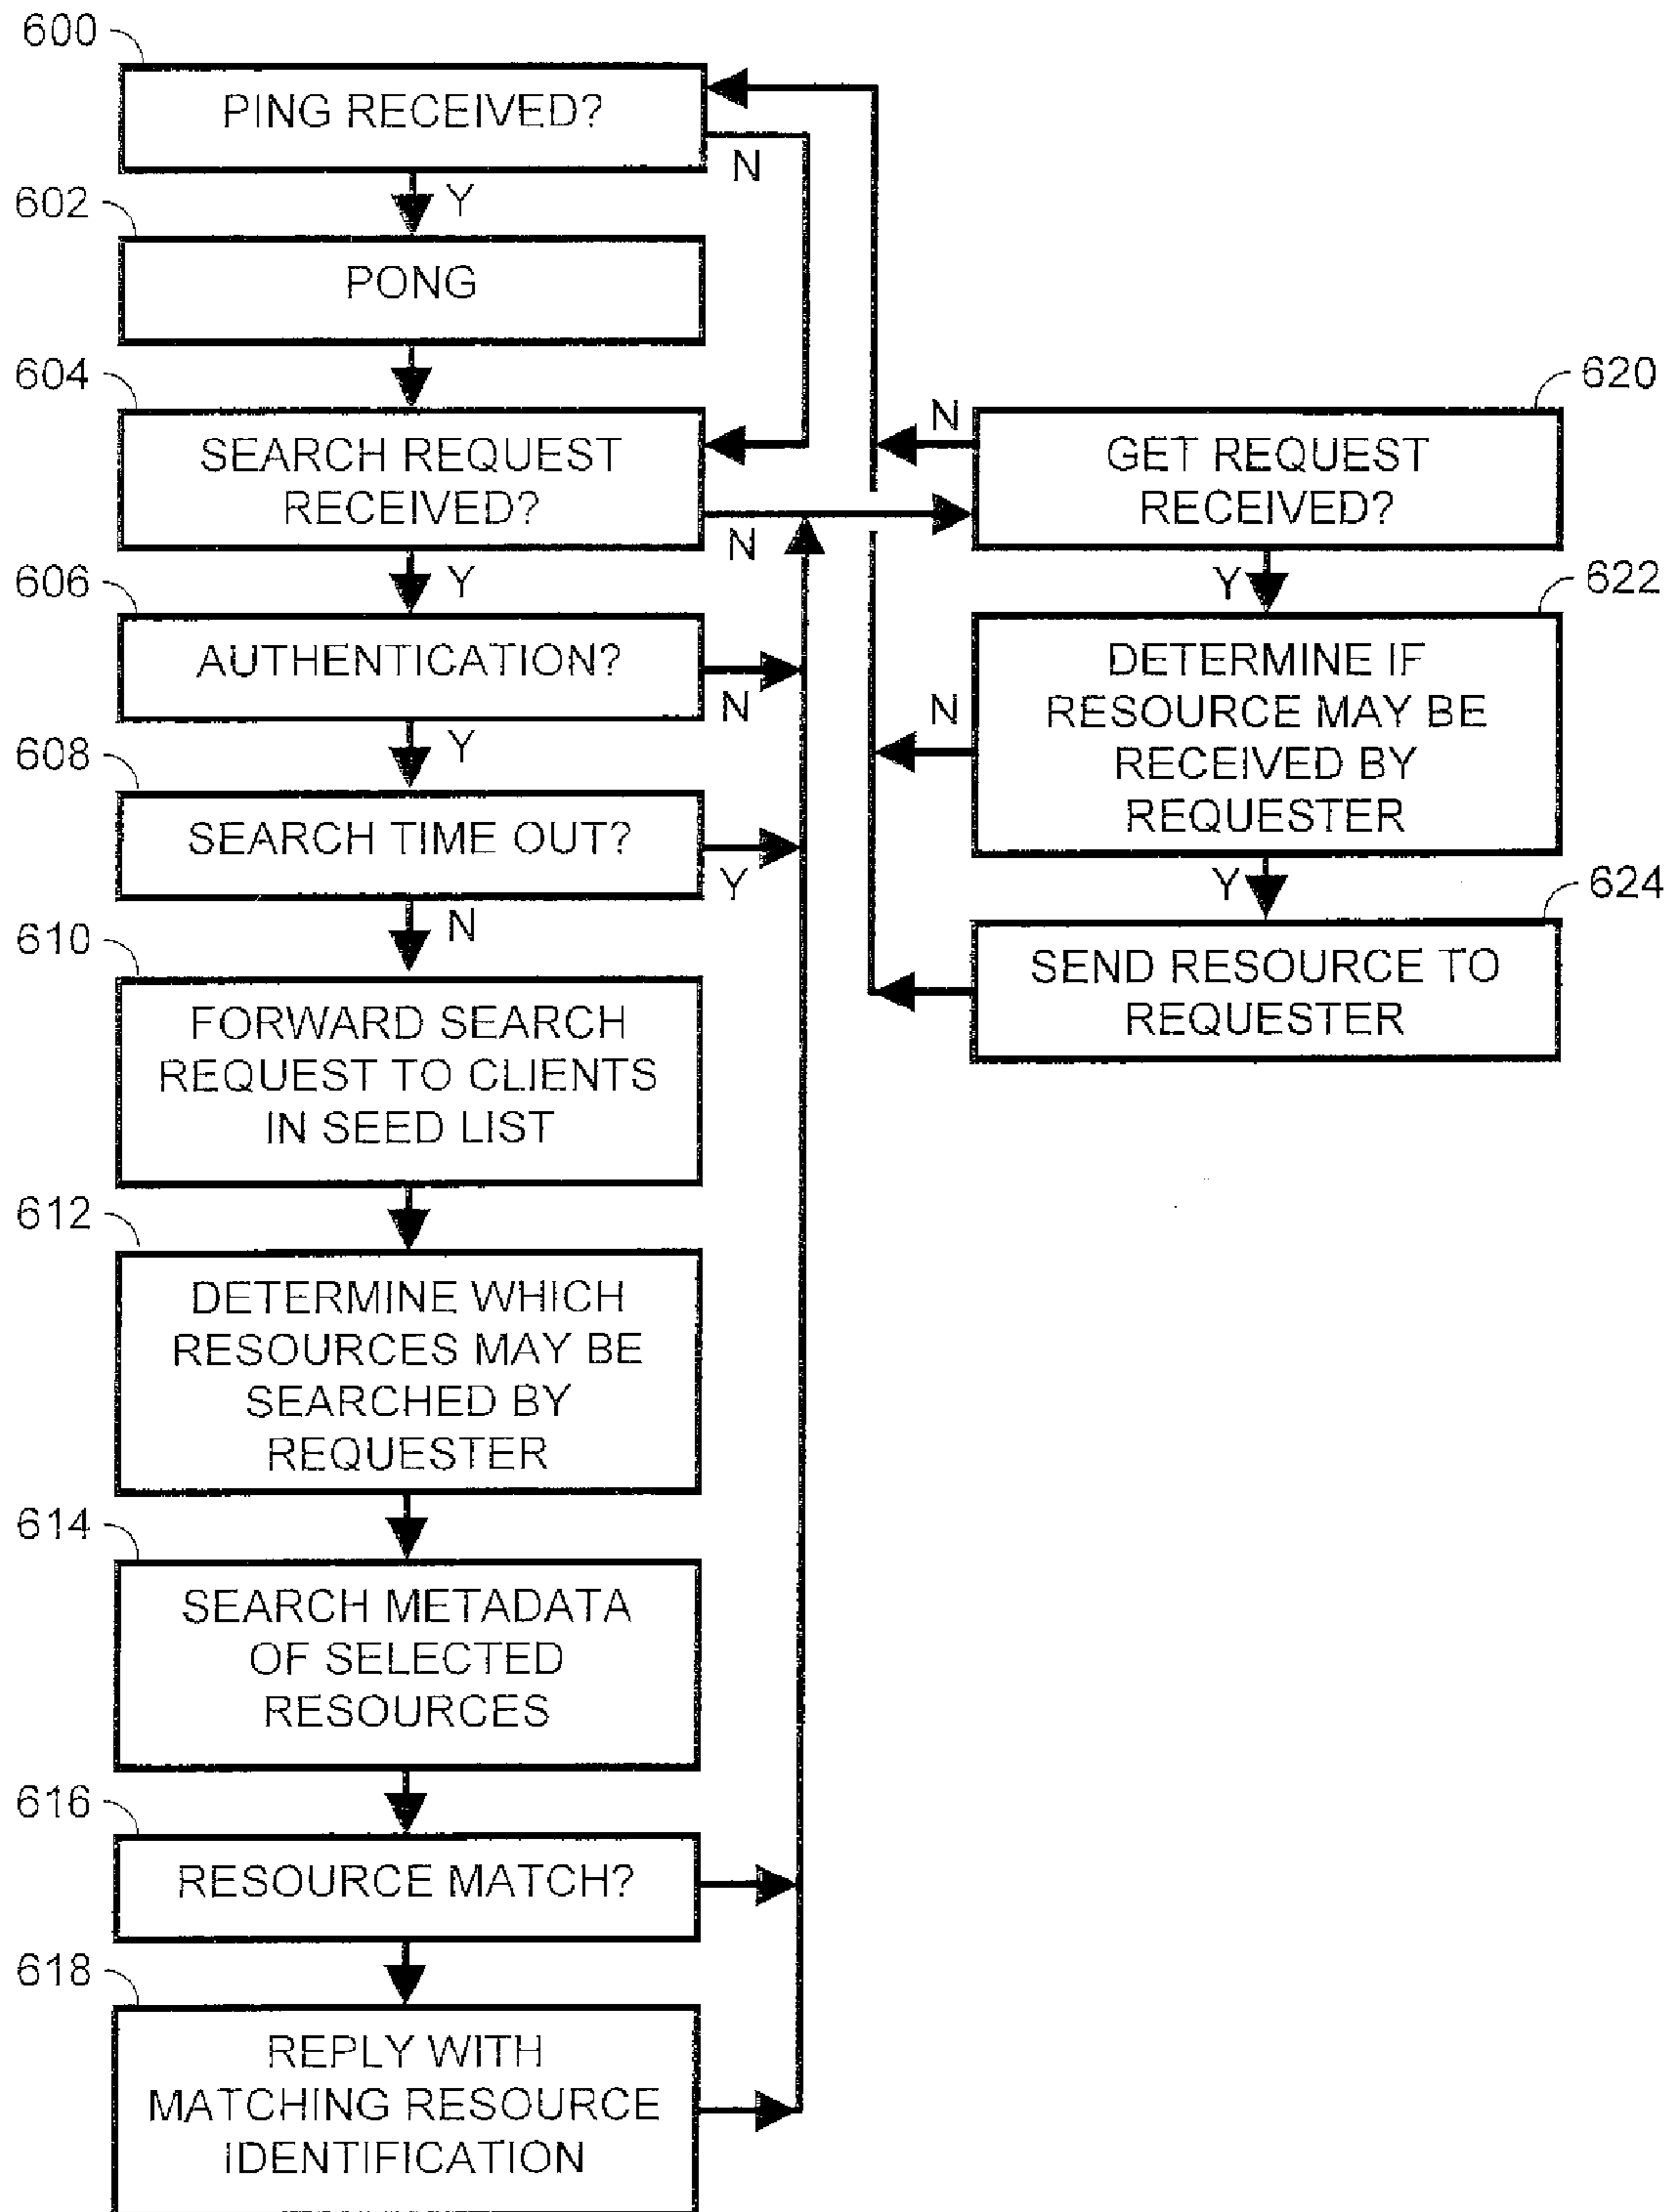 600
PING RECEIVED?
N
Y
602
PONG
604
SEARCH REQUEST
RECEIVED?
N
Y
606
AUTHENTICATION?
N
Y
608
SEARCH TIME OUT?
Y
N
610
FORWARD SEARCH
REQUEST TO CLIENTS
IN SEED LIST
612
DETERMINE WHICH
RESOURCES MAY BE
SEARCHED BY
REQUESTER
614
SEARCH METADATA
OF SELECTED
RESOURCES
616
RESOURCE MATCH?
618
REPLY WITH
MATCHING RESOURCE
IDENTIFICATION
620
N
GET REQUEST
RECEIVED?
Y
622
N
DETERMINE IF
RESOURCE MAY BE
RECEIVED BY
REQUESTER
Y
624
SEND RESOURCE TO
REQUESTER